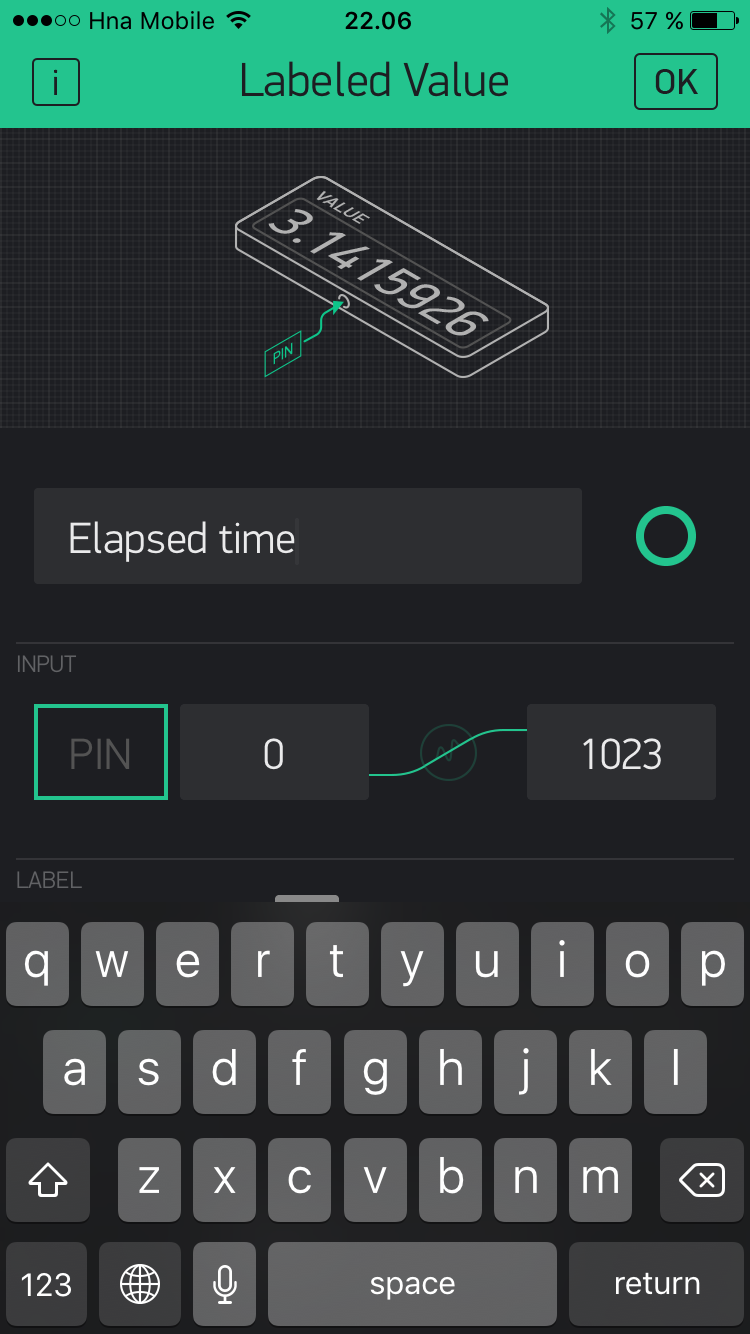 Hna Mobile 22.06 57 %
i Labeled Value OK
VALUE
3.1415926
PIN
Elapsed time
INPUT
PIN 0 1023
LABEL
q w e r t y u i o p
a s d f g h j k l
z x c v b n m
123 space return